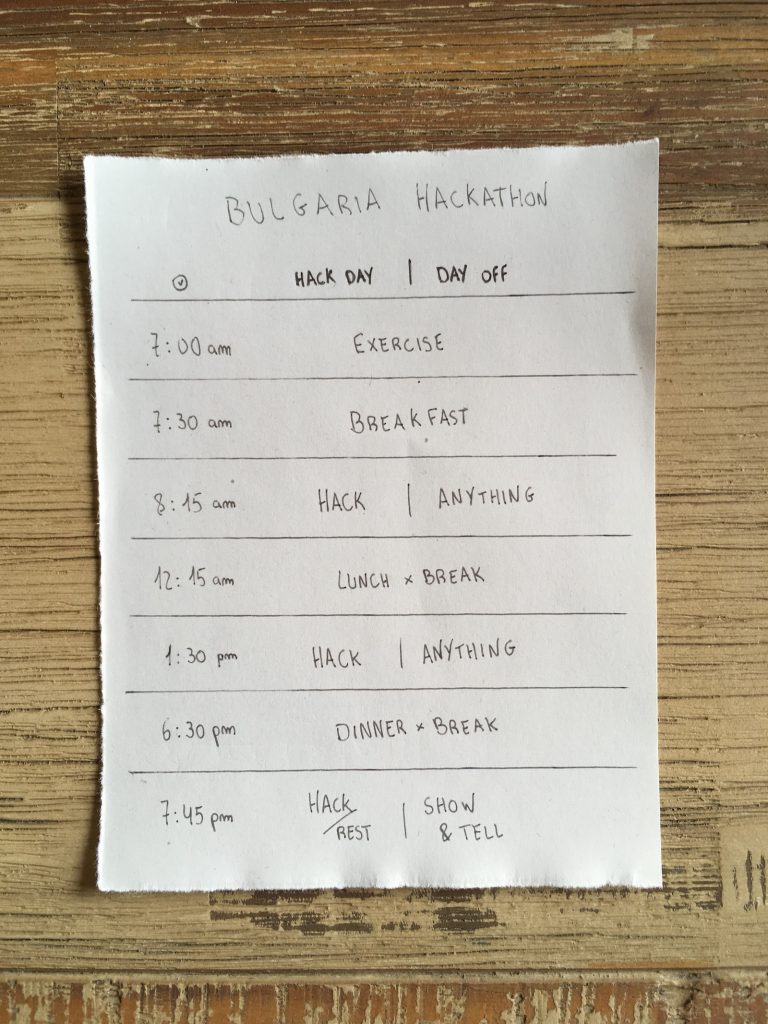 BULGARIA HACKATHON
HACK DAY | DAY OFF
7:00 am EXERCISE
7:30 am BREAKFAST
8:15 am HACK | ANYTHING
12:15 am LUNCH × BREAK
1:30 pm HACK | ANYTHING
6:30 pm DINNER × BREAK
7:45 pm HACK / REST | SHOW & TELL